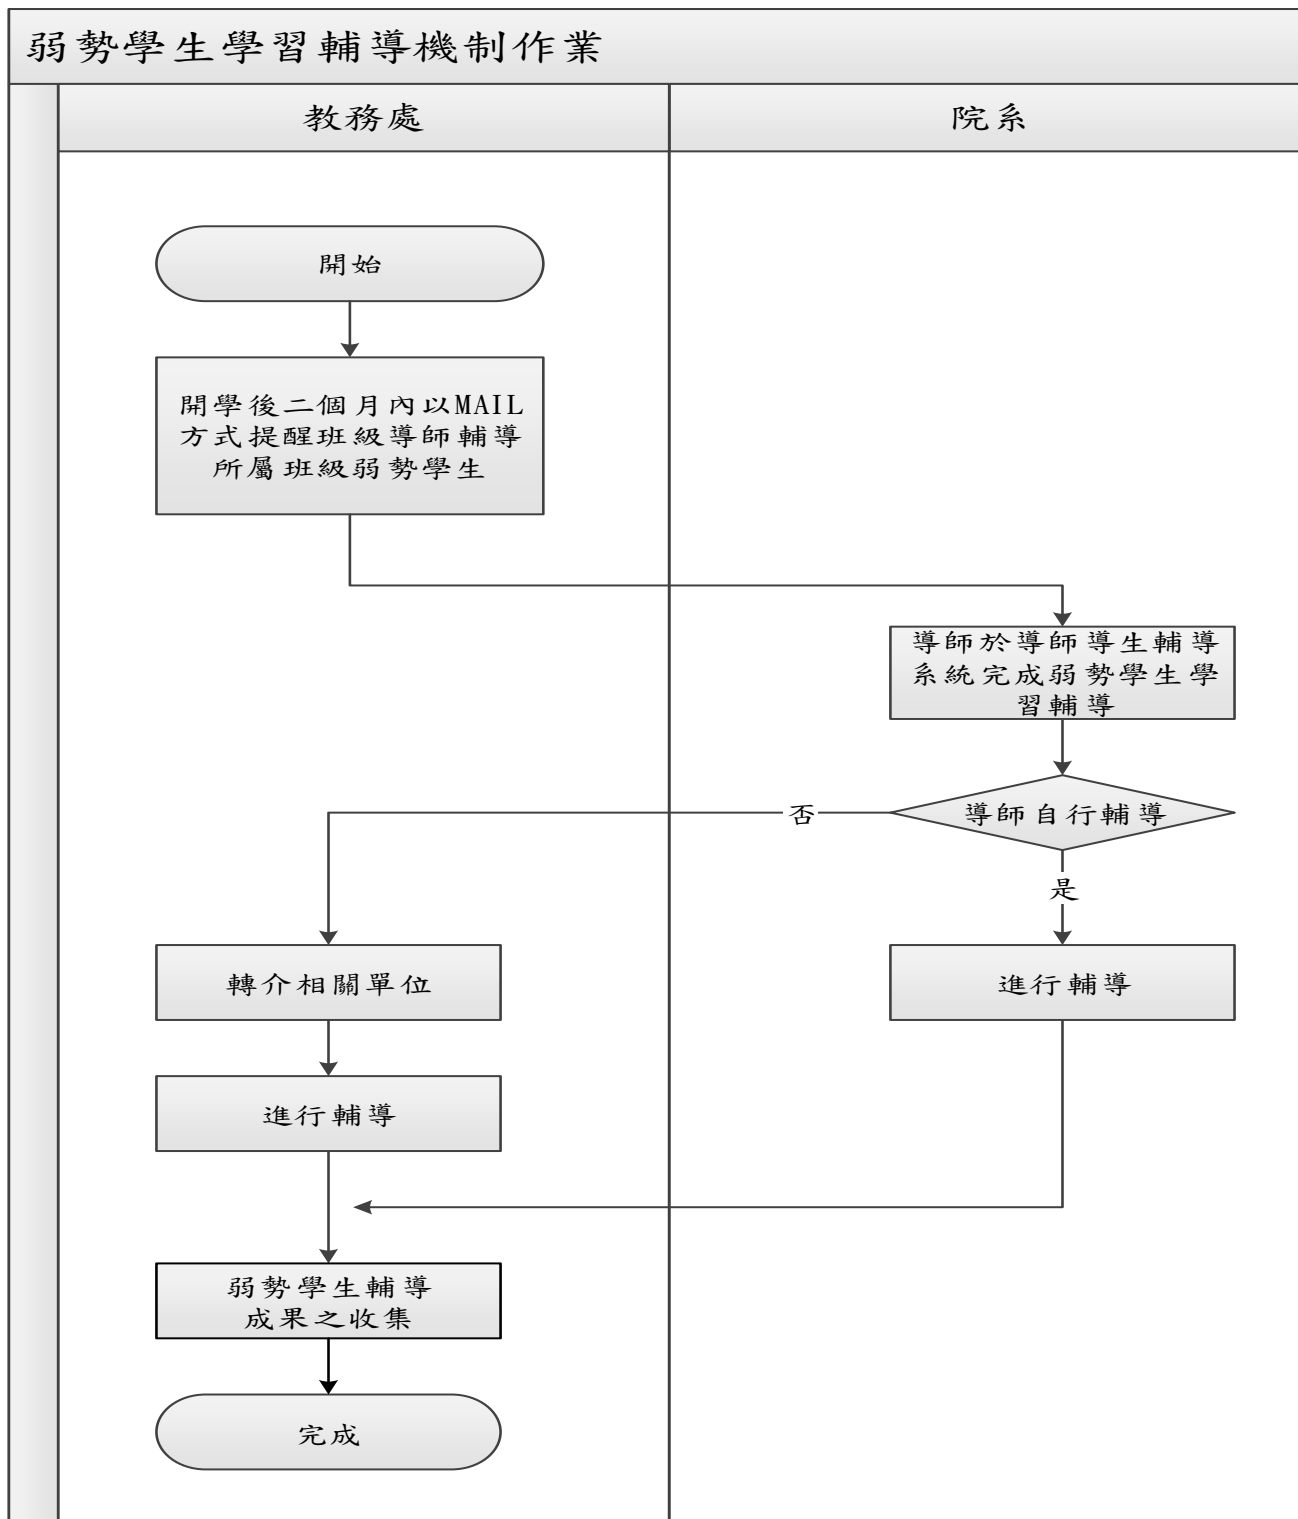 弱勢學生學習輔導機制作業
教務處
院系
開始
開學後二個月內以MAIL
方式提醒班級導師輔導
所屬班級弱勢學生
導師於導師導生輔導
系統完成弱勢學生學
習輔導
導師自行輔導
否
是
轉介相關單位
進行輔導
進行輔導
弱勢學生輔導
成果之收集
完成